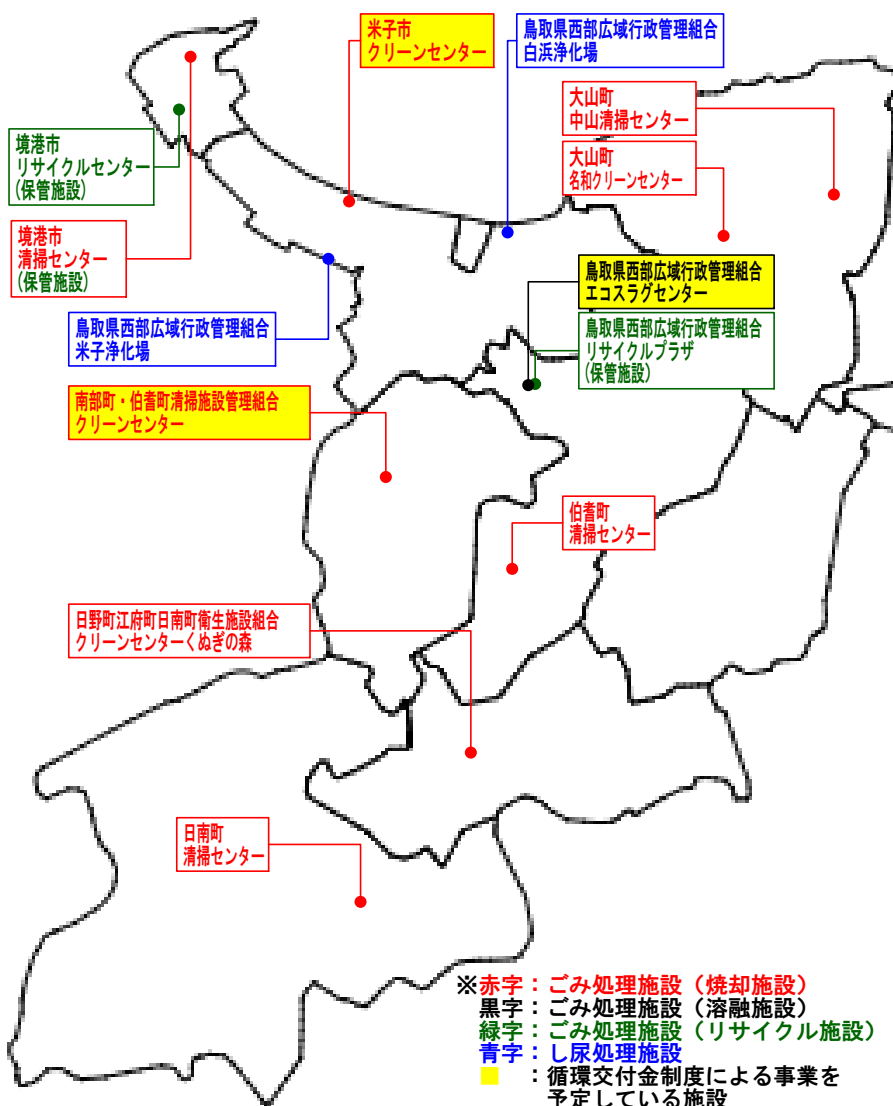 米子市
クリーンセンター
鳥取県西部広域行政管理組合
白浜浄化場
大山町
中山清掃センター
境港市
リサイクルセンター
(保管施設)
大山町
名和クリーンセンター
境港市
清掃センター
(保管施設)
鳥取県西部広域行政管理組合
エコスラグセンター
鳥取県西部広域行政管理組合
米子浄化場
鳥取県西部広域行政管理組合
リサイクルプラザ
(保管施設)
南部町・伯耆町清掃施設管理組合
クリーンセンター
伯耆町
清掃センター
日野町江府町日南町衛生施設組合
クリーンセンターくぬぎの森
日南町
清掃センター
※赤字：ごみ処理施設（焼却施設）
黒字：ごみ処理施設（溶融施設）
緑字：ごみ処理施設（リサイクル施設）
青字：し尿処理施設
■：循環交付金制度による事業を
予定している施設